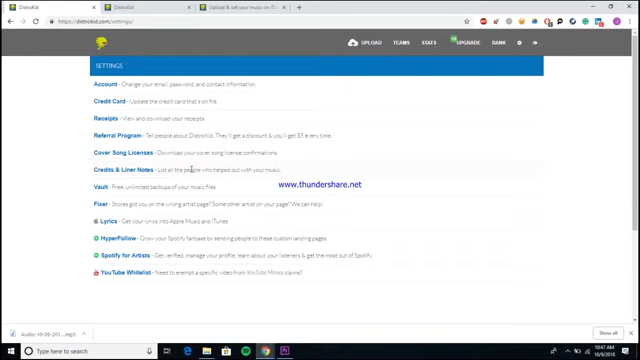 DistroKid
DistroKid
Upload & sell your music on iT
https://distrokid.com/settings/
UPLOAD
TEAMS
STATS
UPGRADE
BANK
SETTINGS
Account - Change your email, password, and contact information.
Credit Card - Update the credit card that's on file.
Receipts - View and download your receipts.
Referral Program - Tell people about DistroKid. They'll get a discount & you'll get $5 every time.
Cover Song Licenses - Download your cover song license confirmations.
Credits & Liner Notes - List all the people who helped out with your music.
www.thundershare.net
Vault - Free, unlimited backups of your music files
Fixer - Stores got you on the wrong artist page? Some other artist on your page? We can help!
Lyrics - Get your lyrics into Apple Music and iTunes
HyperFollow - Grow your Spotify fanbase by sending people to these custom landing pages.
Spotify for Artists - Get verified, manage your profile, learn about your listeners & get the most out of Spotify.
YouTube Whitelist - Need to exempt a specific video from YouTube Money claims?
Audio-10-09-201....mp3
Show all
Type here to search
10:47 AM
10/9/2018